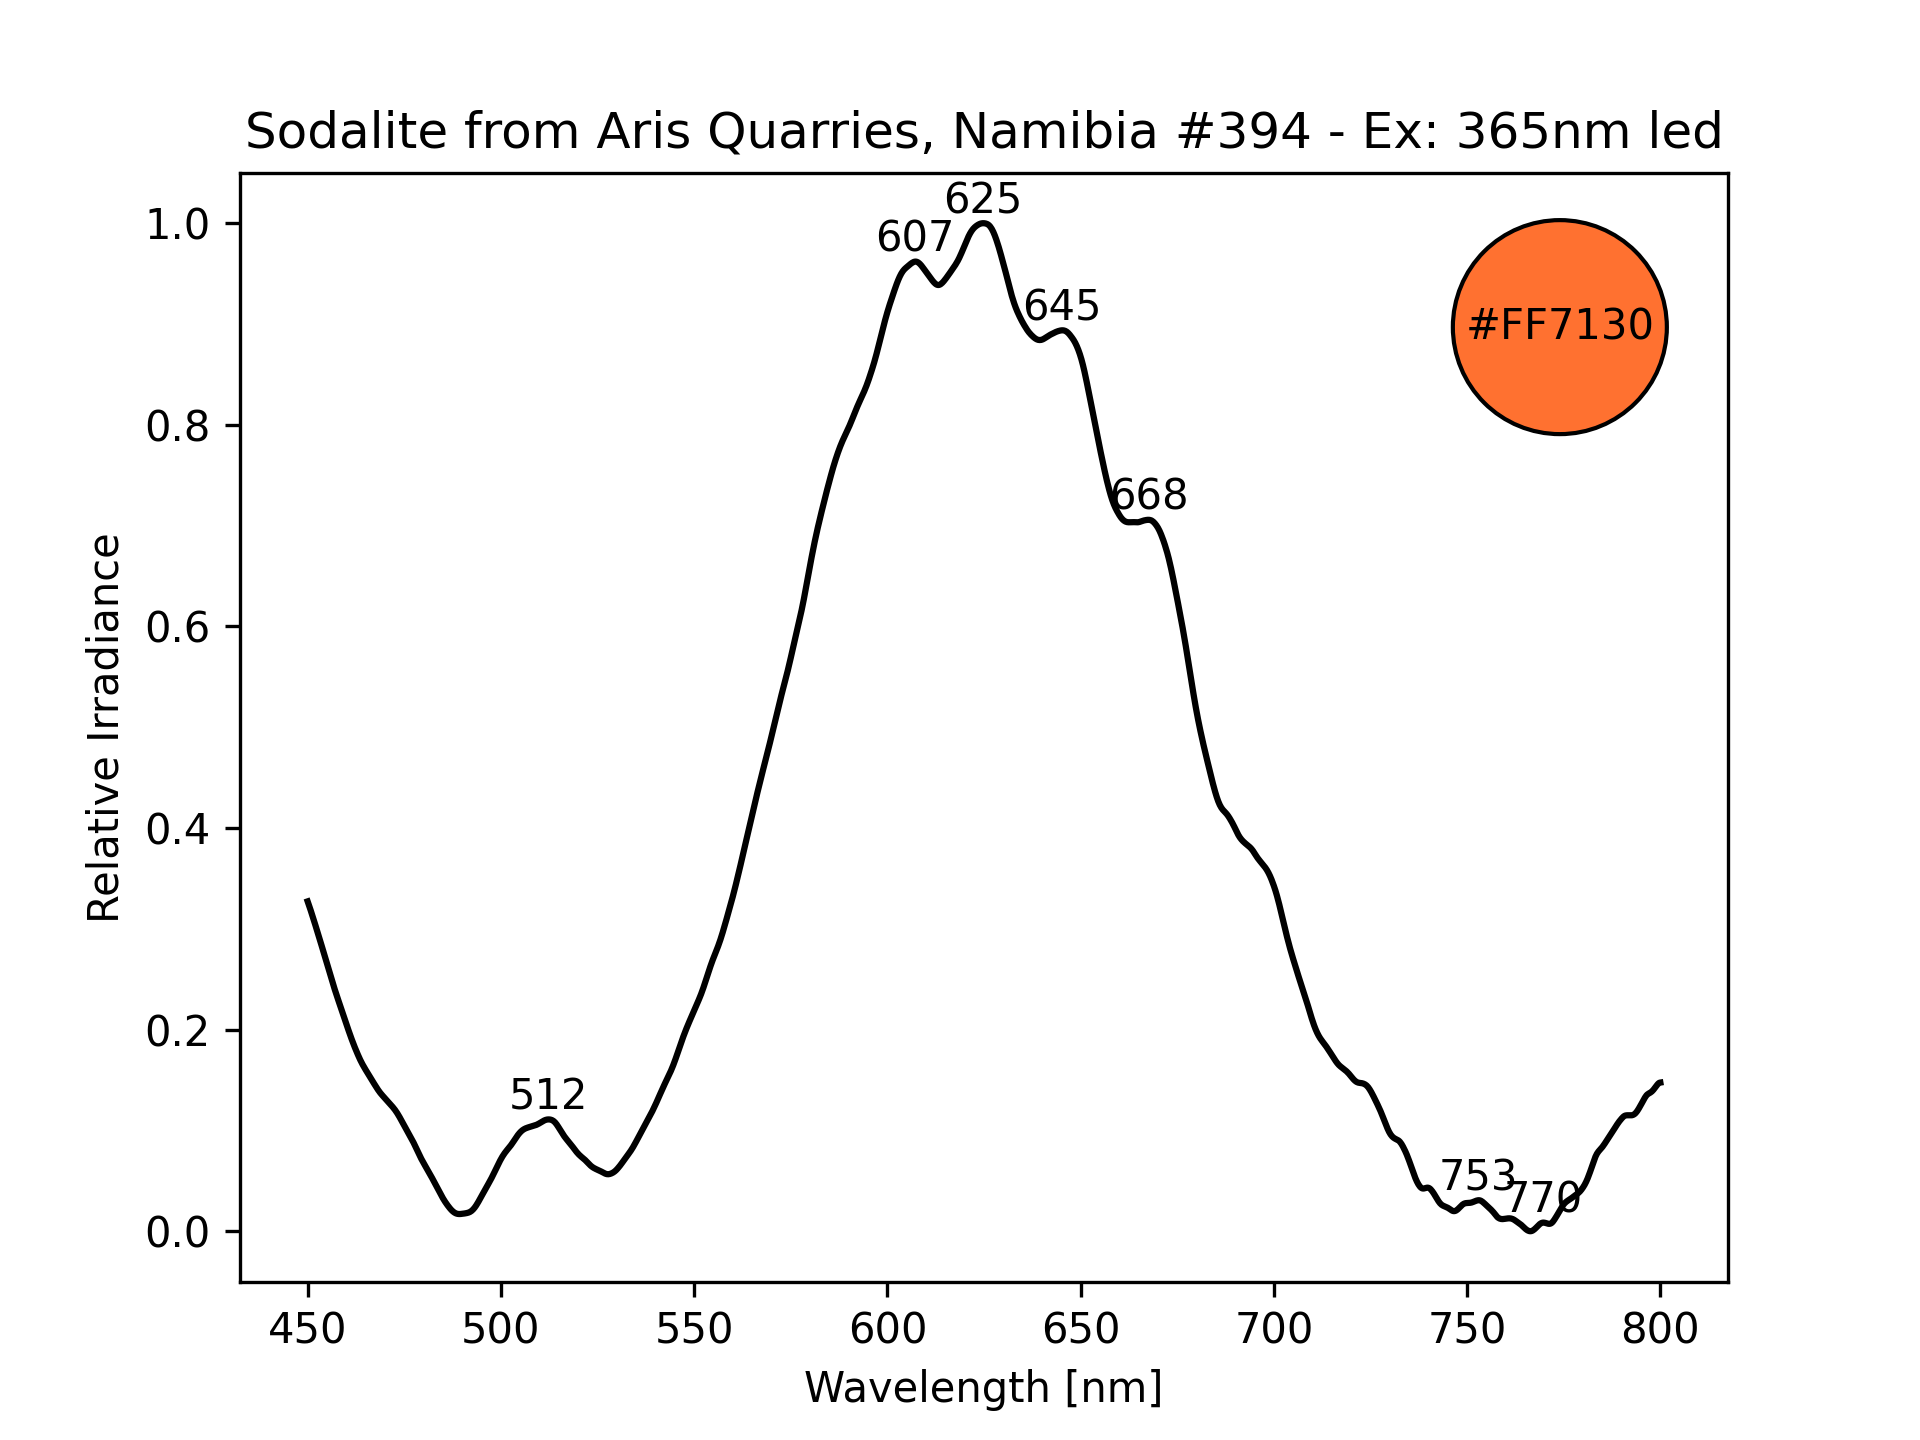 Sodalite from Aris Quarries, Namibia #394 - Ex: 365nm led
625
607
645
#FF7130
668
512
753
770
1.0
0.8
0.6
0.4
0.2
0.0
Relative Irradiance
450 500 550 600 650 700 750 800
Wavelength [nm]